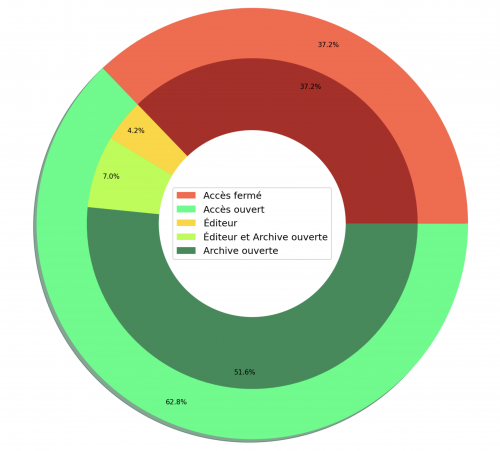 37.2%
37.2%
4.2%
7.0%
Accès fermé
Accès ouvert
Éditeur
Éditeur et Archive ouverte
Archive ouverte
51.6%
62.8%